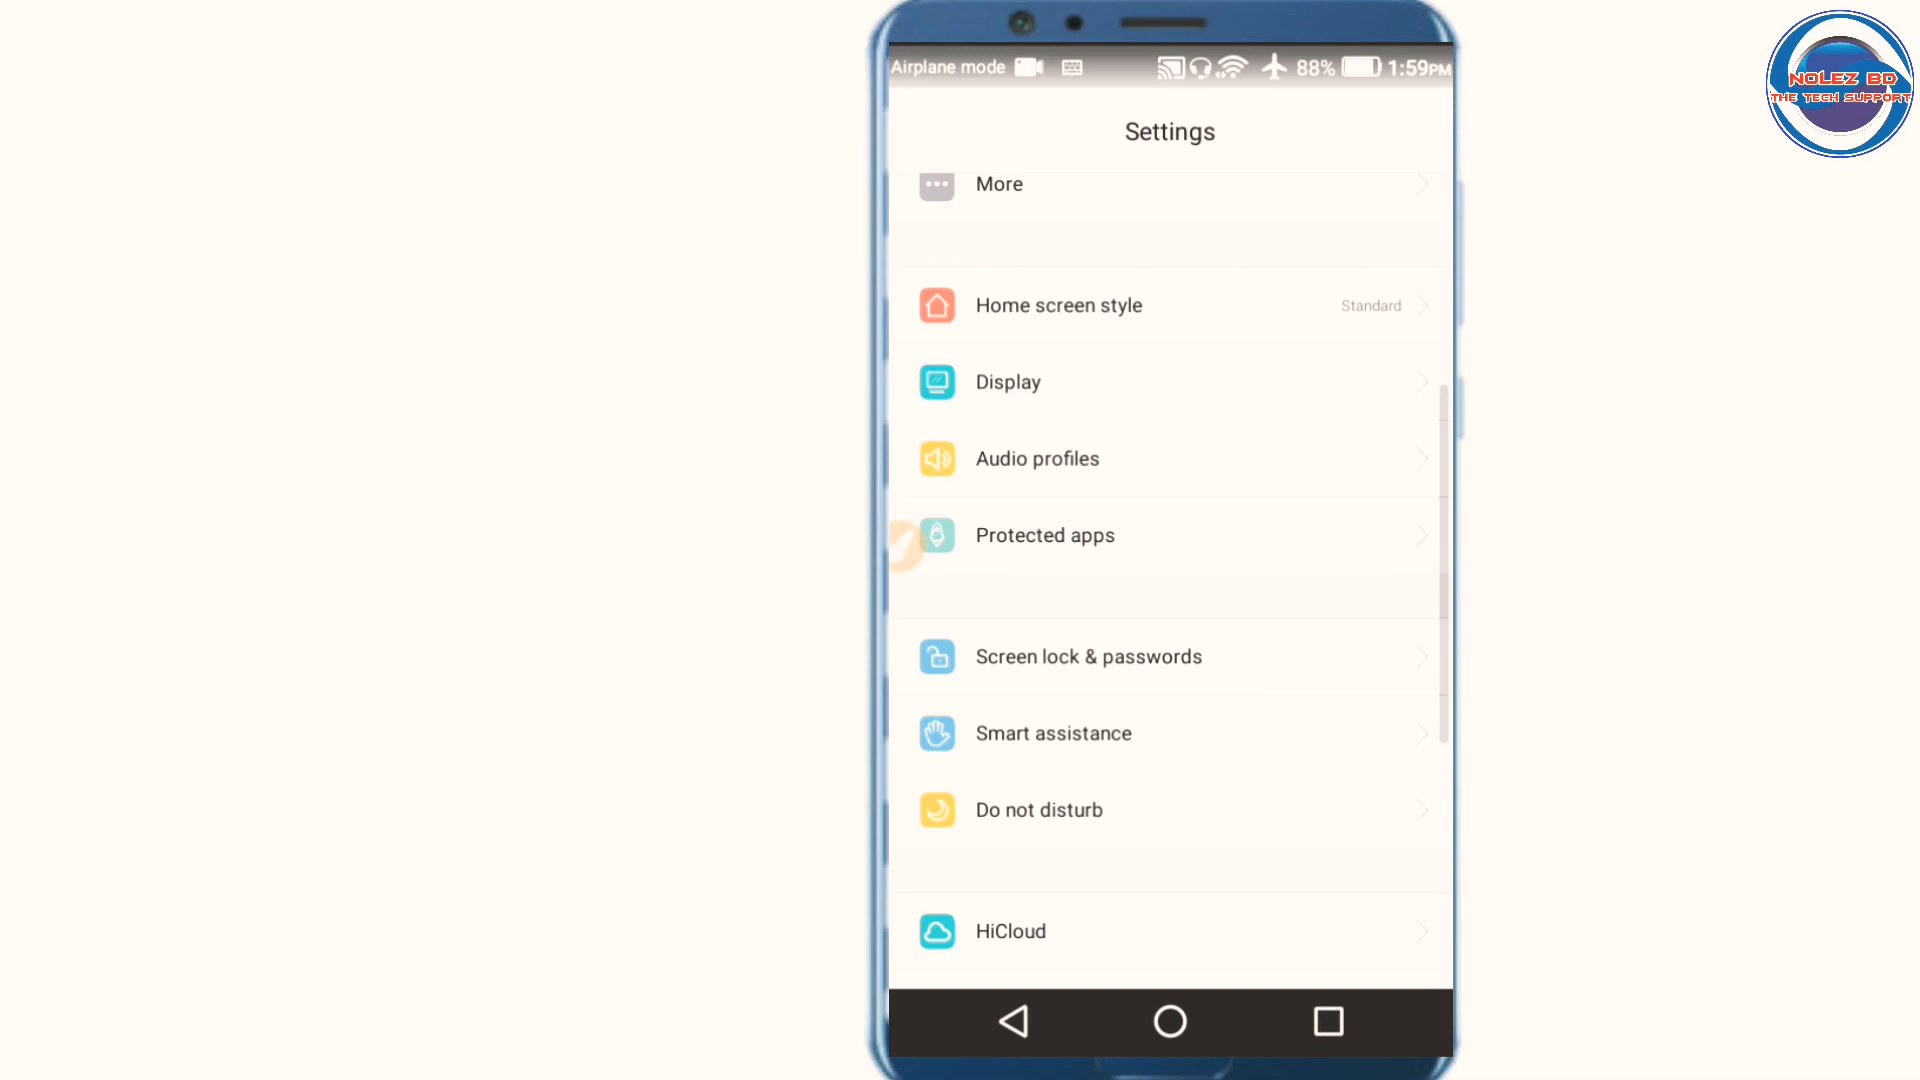 Airplane mode 88% 1:59PM
NOLEZ BD
THE TECH SUPPORT
Settings
More
Home screen style Standard
Display
Audio profiles
Protected apps
Screen lock & passwords
Smart assistance
Do not disturb
HiCloud